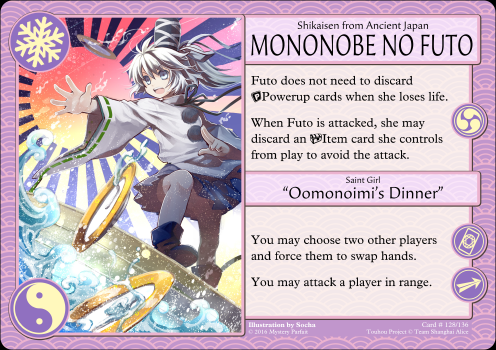 Shikaisen from Ancient Japan
MONONOBE NO FUTO
Futo does not need to discard
Powerup cards when she loses life.
When Futo is attacked, she may
discard an Item card she controls
from play to avoid the attack.
Saint Girl
“Oomonoimi’s Dinner”
You may choose two other players
and force them to swap hands.
You may attack a player in range.
Illustration by Socha
© 2016 Mystery Parfait
Card # 128/136
Touhou Project © Team Shanghai Alice